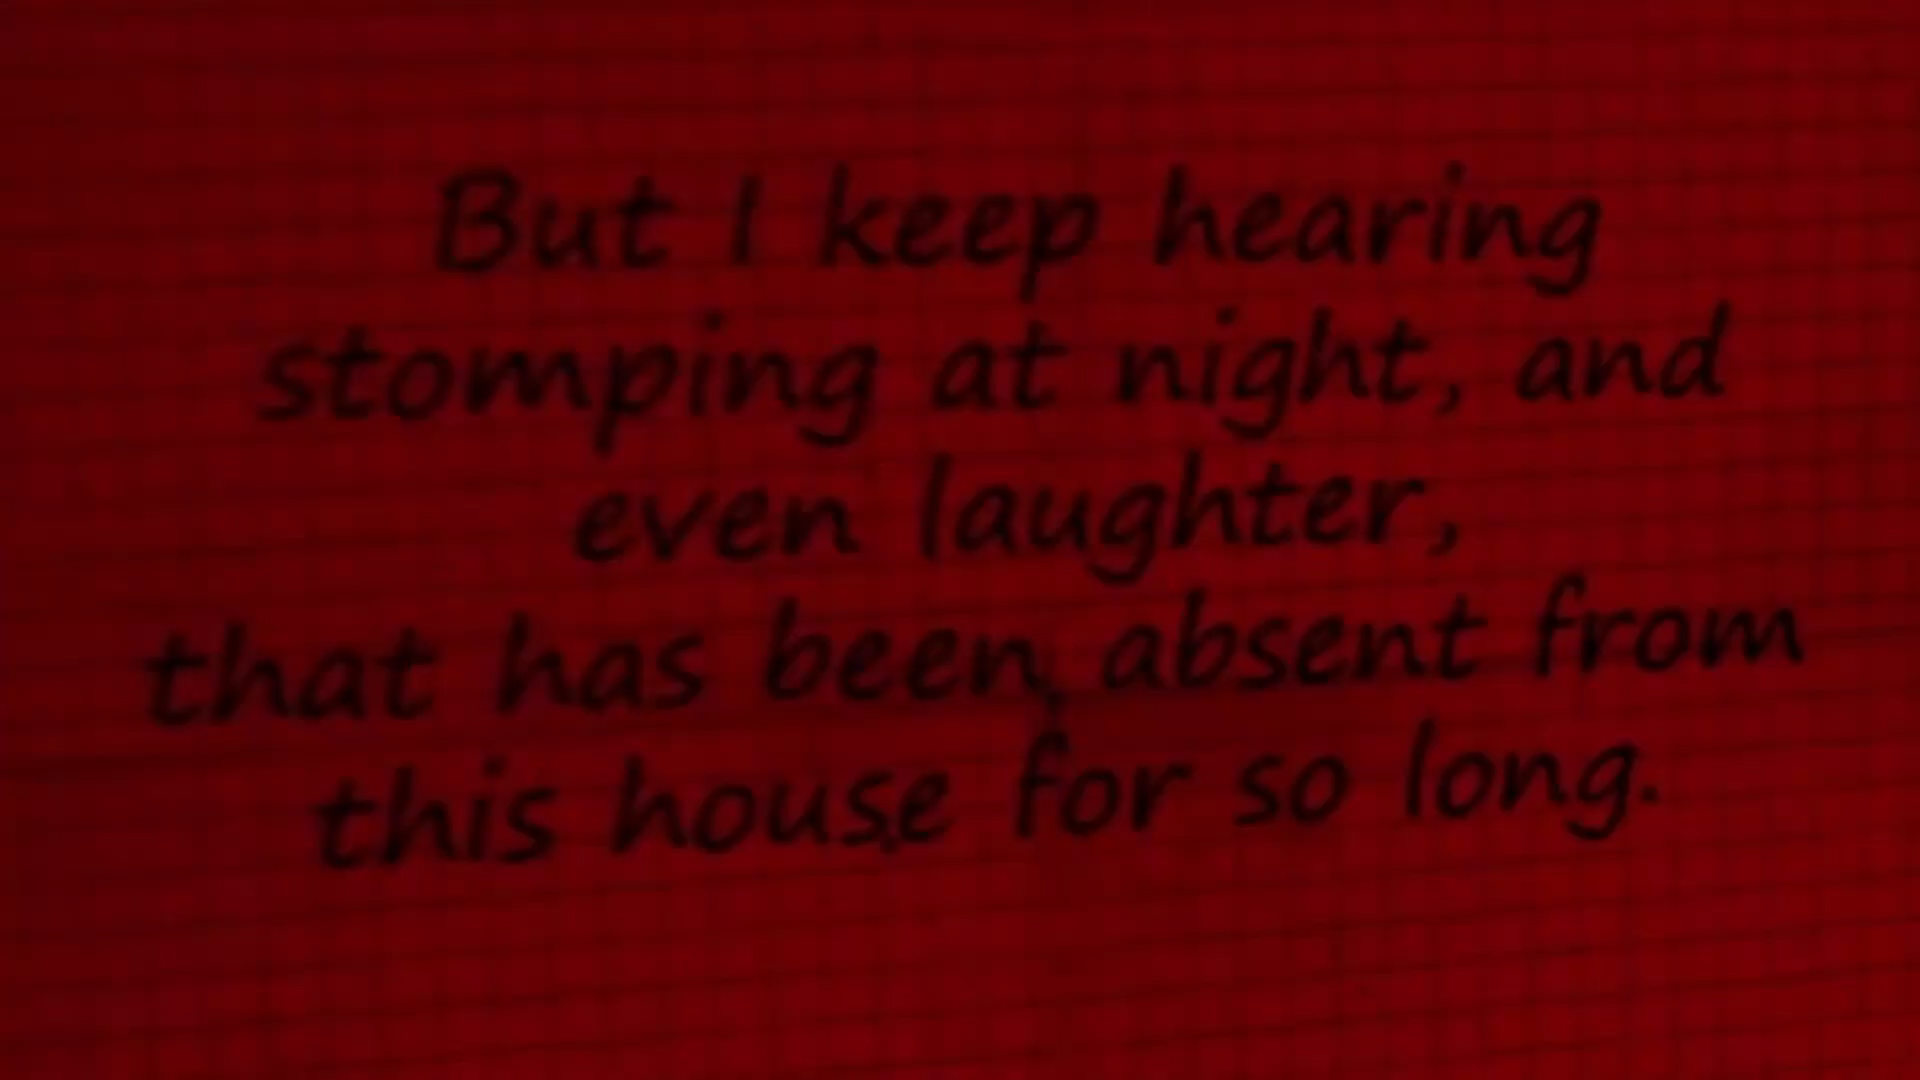 But I keep hearing
stomping at night, and
even laughter,
that has been absent from
this house for so long.